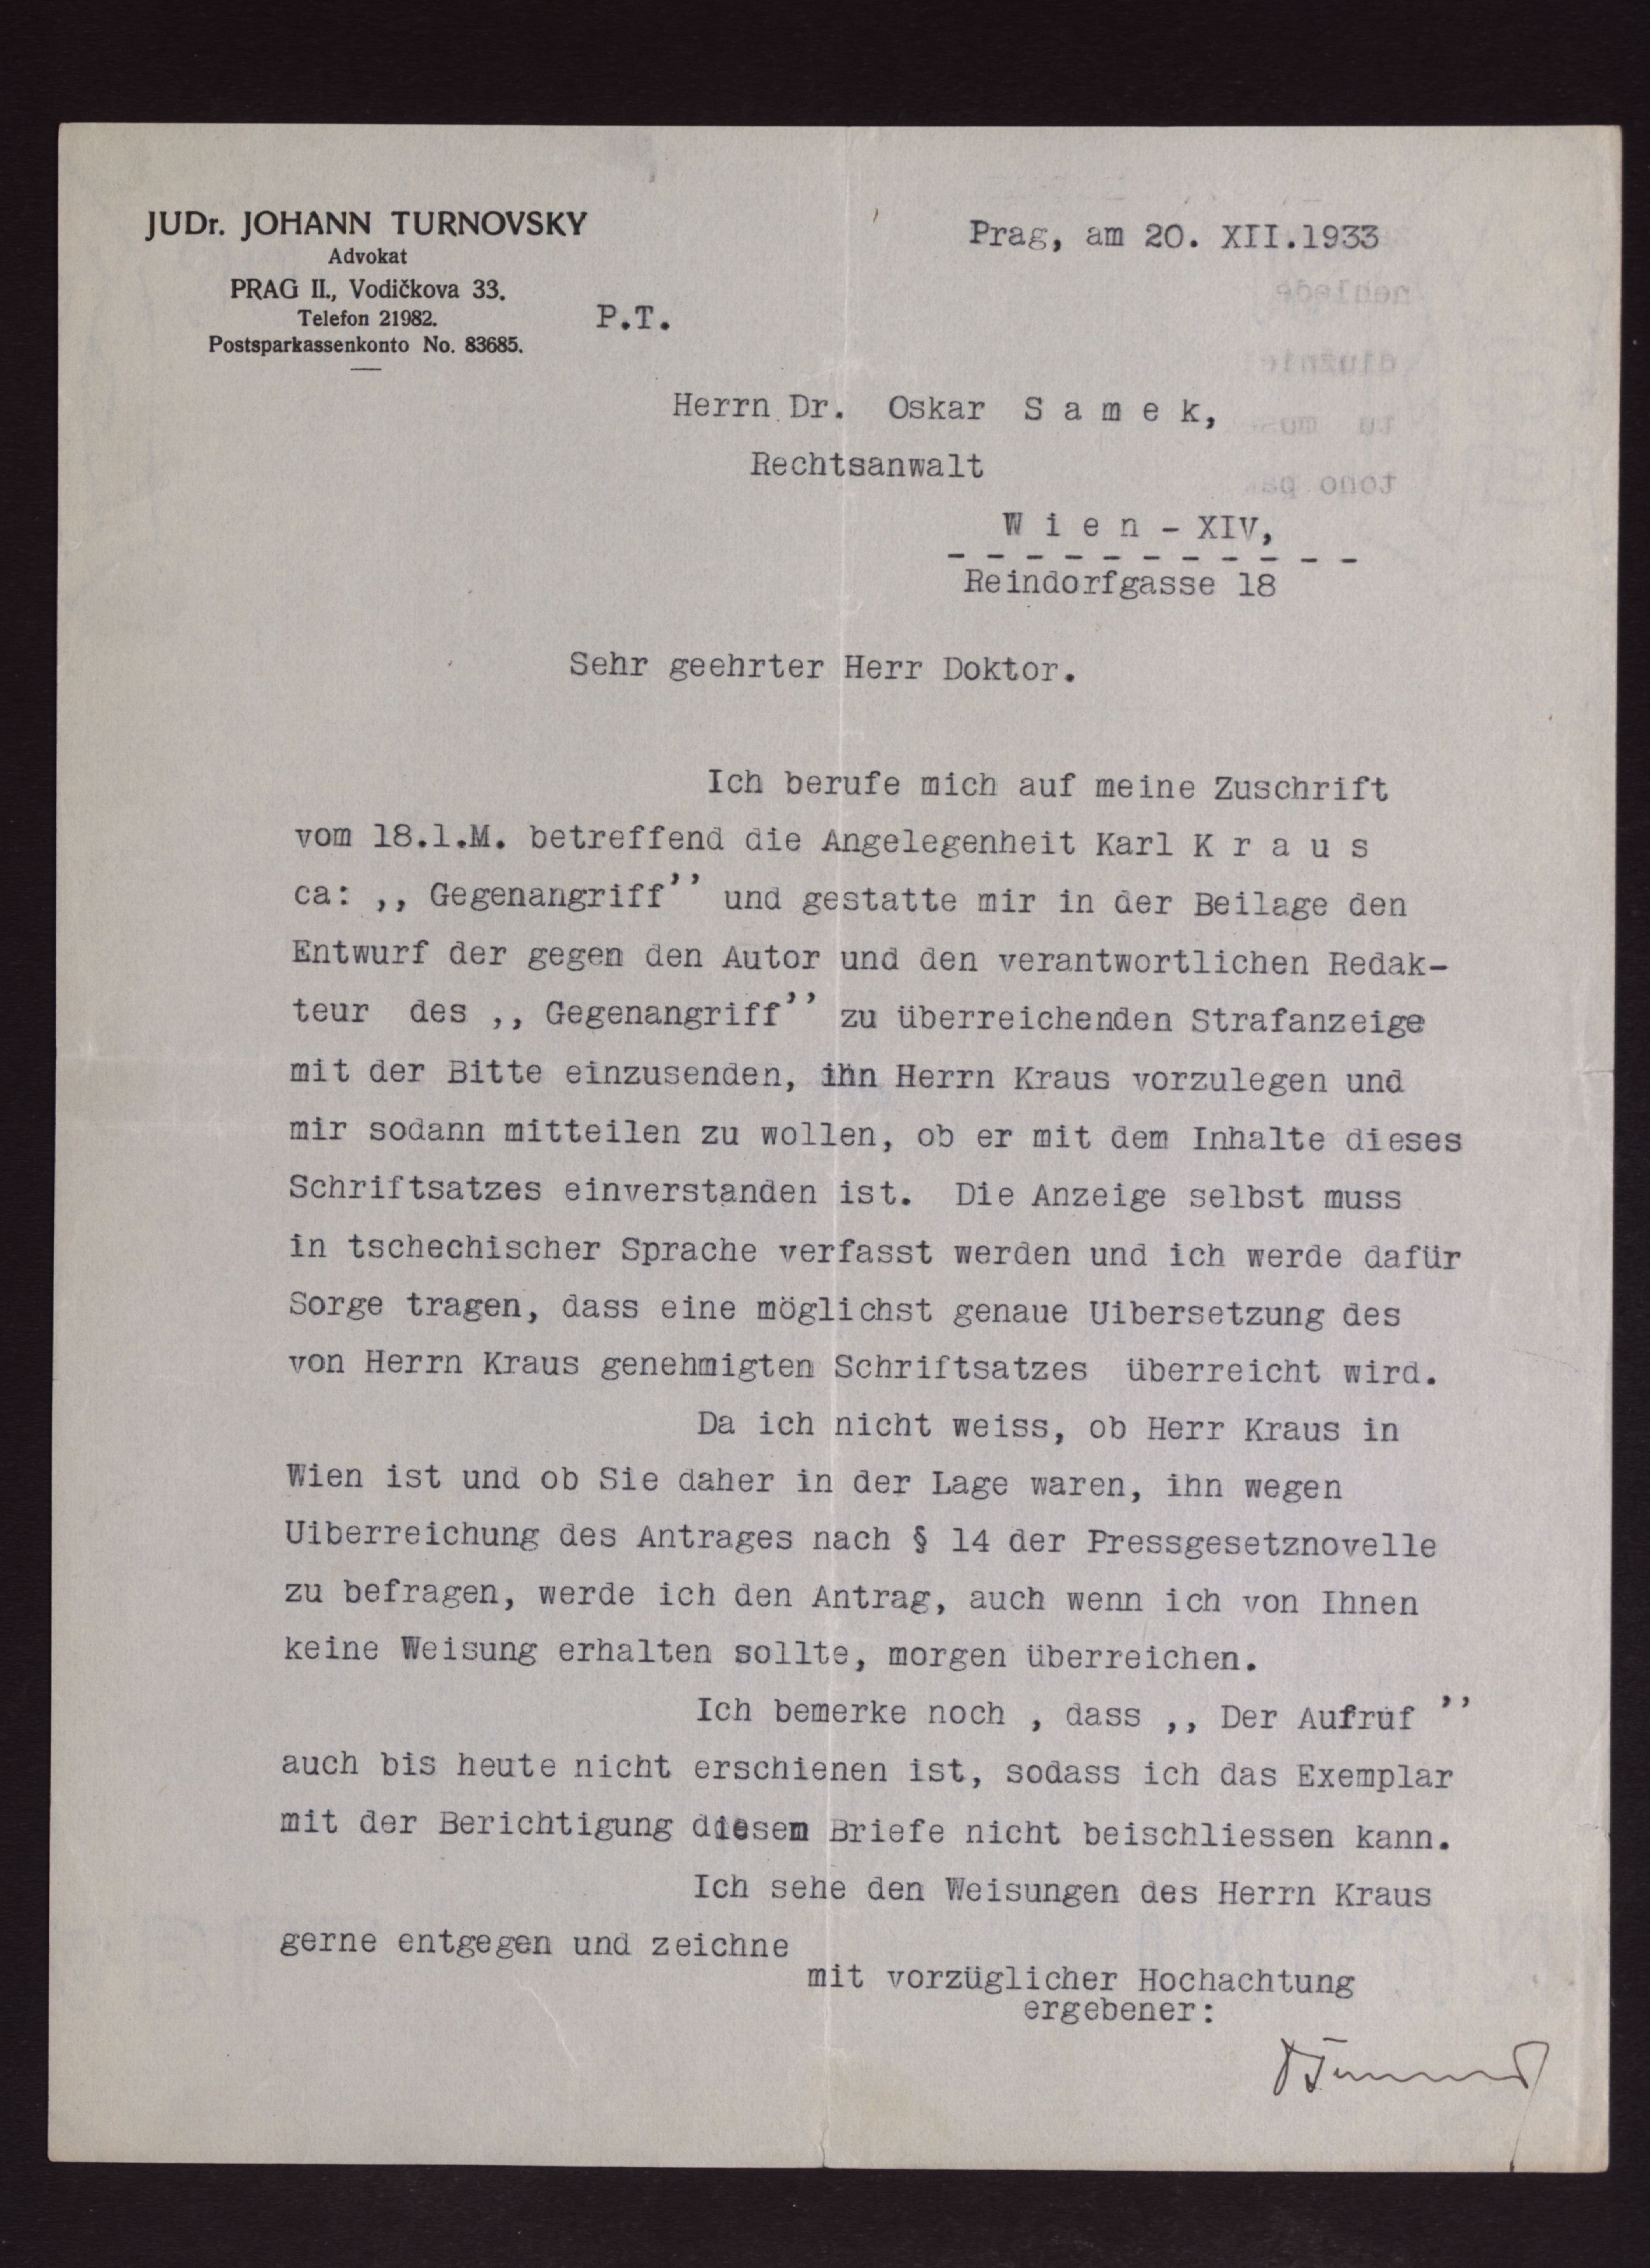 JUDr. JOHANN TURNOVSKY
Advokat
PRAG II., Vodičkova 33.
Telefon 21982.
Postsparkassenkonto No. 83685.
Prag, am 20. XII.1933
P.T.
Herrn Dr. Oskar S a m e k,
Rechtsanwalt
W i e n - XIV,
Reindorfgasse 18
Sehr geehrter Herr Doktor.
Ich berufe mich auf meine Zuschrift
vom 18.l.M. betreffend die Angelegenheit Karl K r a u s
ca: ,, Gegenangriff’’ und gestatte mir in der Beilage den
Entwurf der gegen den Autor und den verantwortlichen Redak-
teur des ,, Gegenangriff’’ zu überreichenden Strafanzeige
mit der Bitte einzusenden, ihn Herrn Kraus vorzulegen und
mir sodann mitteilen zu wollen, ob er mit dem Inhalte dieses
Schriftsatzes einverstanden ist. Die Anzeige selbst muss
in tschechischer Sprache verfasst werden und ich werde dafür
Sorge tragen, dass eine möglichst genaue Uibersetzung des
von Herrn Kraus genehmigten Schriftsatzes überreicht wird.
Da ich nicht weiss, ob Herr Kraus in
Wien ist und ob Sie daher in der Lage waren, ihn wegen
Uiberreichung des Antrages nach § 14 der Pressgesetznovelle
zu befragen, werde ich den Antrag, auch wenn ich von Ihnen
keine Weisung erhalten sollte, morgen überreichen.
Ich bemerke noch , dass ,, Der Aufruf ’’
auch bis heute nicht erschienen ist, sodass ich das Exemplar
mit der Berichtigung diesem Briefe nicht beischliessen kann.
Ich sehe den Weisungen des Herrn Kraus
gerne entgegen und zeichne
mit vorzüglicher Hochachtung
ergebener: